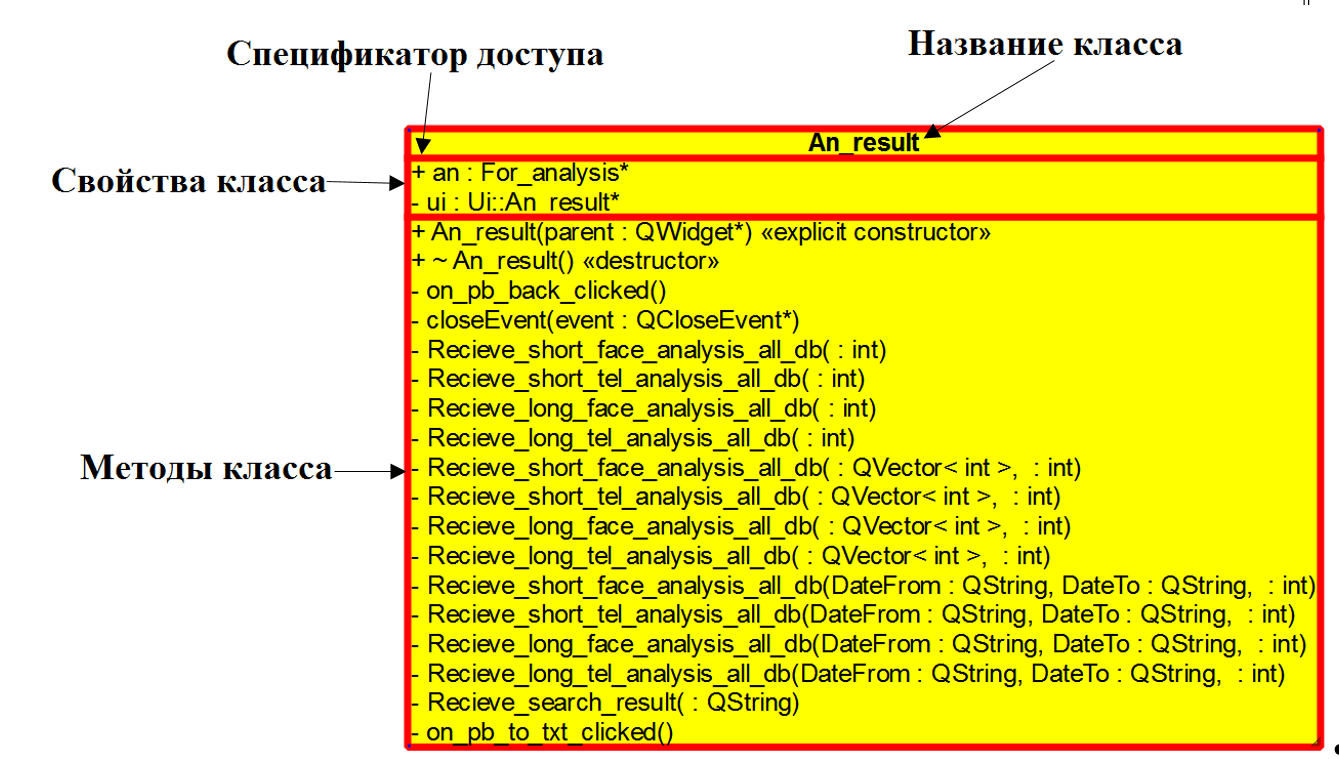 Спецификатор доступа
Название класса
An_result
Свойства класса
+ an : For_analysis*
- ui : Ui::An_result*
+ An_result(parent : QWidget*) «explicit constructor»
+ ~ An_result() «destructor»
- on_pb_back_clicked()
- closeEvent(event : QCloseEvent*)
- Recieve_short_face_analysis_all_db( : int)
- Recieve_short_tel_analysis_all_db( : int)
- Recieve_long_face_analysis_all_db( : int)
- Recieve_long_tel_analysis_all_db( : int)
Методы класса
- Recieve_short_face_analysis_all_db( : QVector< int >,  : int)
- Recieve_short_tel_analysis_all_db( : QVector< int >,  : int)
- Recieve_long_face_analysis_all_db( : QVector< int >,  : int)
- Recieve_long_tel_analysis_all_db( : QVector< int >,  : int)
- Recieve_short_face_analysis_all_db(DateFrom : QString, DateTo : QString,  : int)
- Recieve_short_tel_analysis_all_db(DateFrom : QString, DateTo : QString,  : int)
- Recieve_long_face_analysis_all_db(DateFrom : QString, DateTo : QString,  : int)
- Recieve_long_tel_analysis_all_db(DateFrom : QString, DateTo : QString,  : int)
- Recieve_search_result( : QString)
- on_pb_to_txt_clicked()